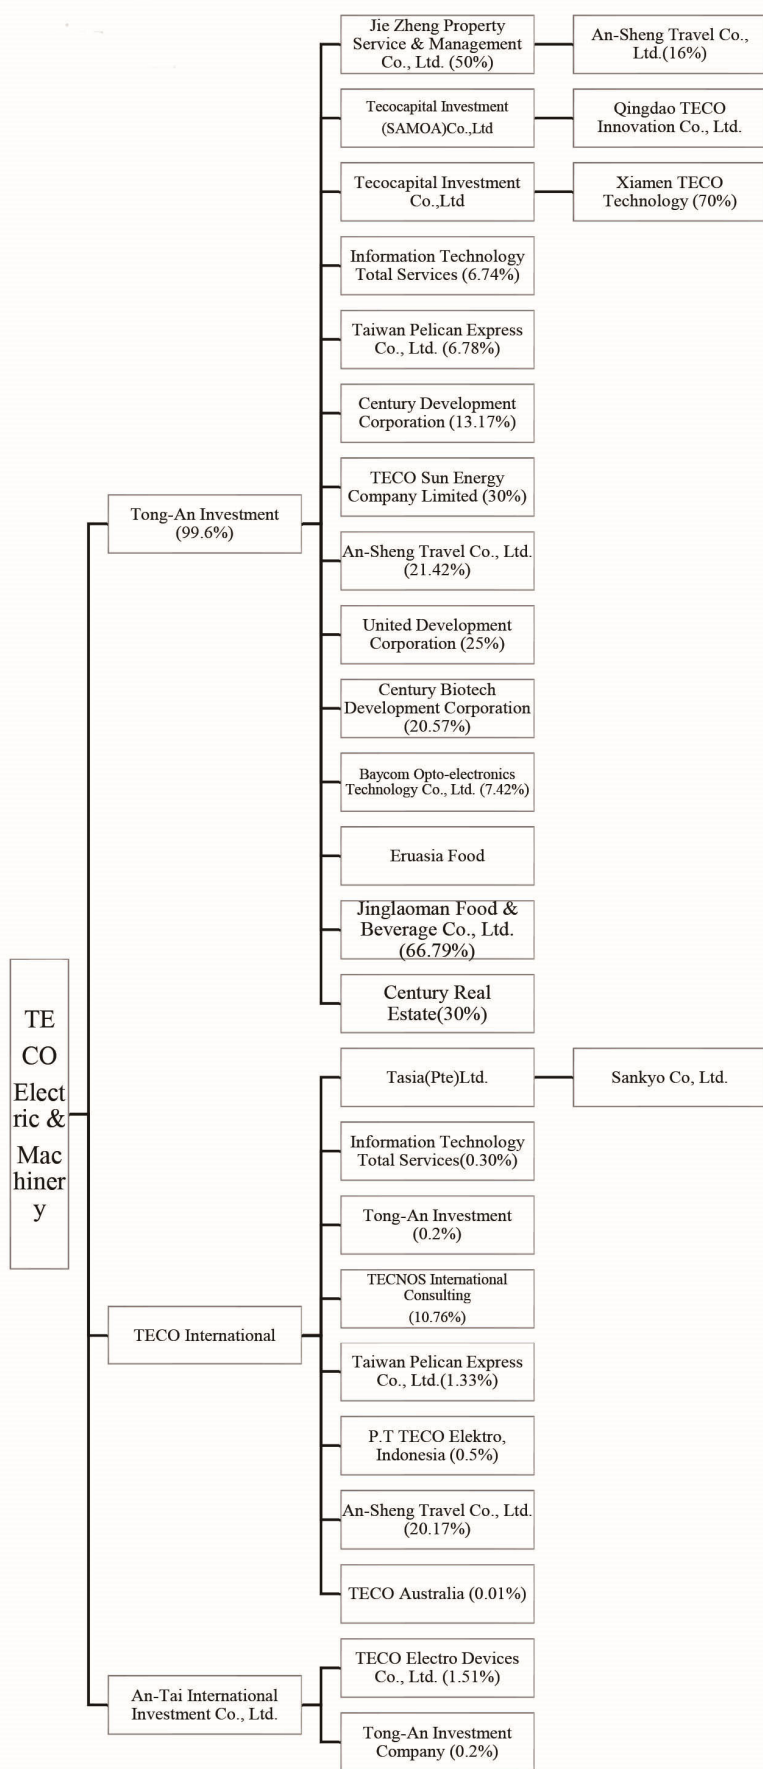 Jie Zheng Property
Service & Management
Co., Ltd. (50%)
An-Sheng Travel Co.,
Ltd.(16%)
Tecocapital Investment
(SAMOA)Co.,Ltd
Qingdao TECO
Innovation Co., Ltd.
Tecocapital Investment
Co.,Ltd
Xiamen TECO
Technology (70%)
Information Technology
Total Services (6.74%)
Taiwan Pelican Express
Co., Ltd. (6.78%)
Century Development
Corporation (13.17%)
TECO Sun Energy
Company Limited (30%)
Tong-An Investment
(99.6%)
An-Sheng Travel Co., Ltd.
(21.42%)
United Development
Corporation (25%)
Century Biotech
Development Corporation
(20.57%)
Baycom Opto-electronics
Technology Co., Ltd. (7.42%)
Eruasia Food
Jinglaoman Food &
Beverage Co., Ltd.
(66.79%)
Century Real
Estate(30%)
TE
CO
Elect
ric &
Mac
hiner
y
Tasia(Pte)Ltd.
Sankyo Co, Ltd.
Information Technology
Total Services(0.30%)
Tong-An Investment
(0.2%)
TECNOS International
Consulting
(10.76%)
TECO International
Taiwan Pelican Express
Co., Ltd.(1.33%)
P.T TECO Elektro,
Indonesia (0.5%)
An-Sheng Travel Co., Ltd.
(20.17%)
TECO Australia (0.01%)
An-Tai International
Investment Co., Ltd.
TECO Electro Devices
Co., Ltd. (1.51%)
Tong-An Investment
Company (0.2%)